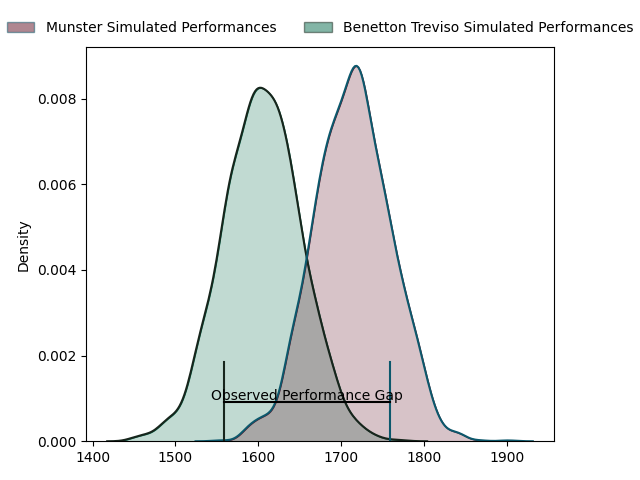 Munster Simulated Performances
Benetton Treviso Simulated Performances
Density
0.008
0.006
0.004
0.002
0.000
Observed Performance Gap
1400 1500 1600 1700 1800 1900